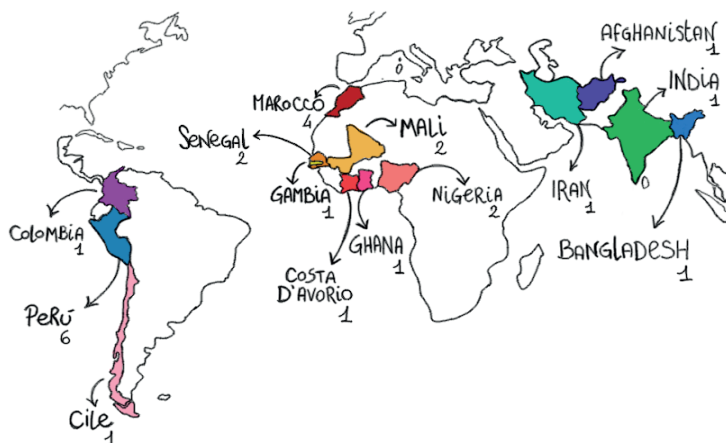 AFGHANISTAN
1
INDIA
1
MAROCCO
4
MALI
2
SENEGAL
2
GAMBIA
1
NIGERIA
2
IRAN
1
COLOMBIA
1
GHANA
1
BANGLADESH
1
COSTA
D'AVORIO
1
PERÚ
6
CILE
1